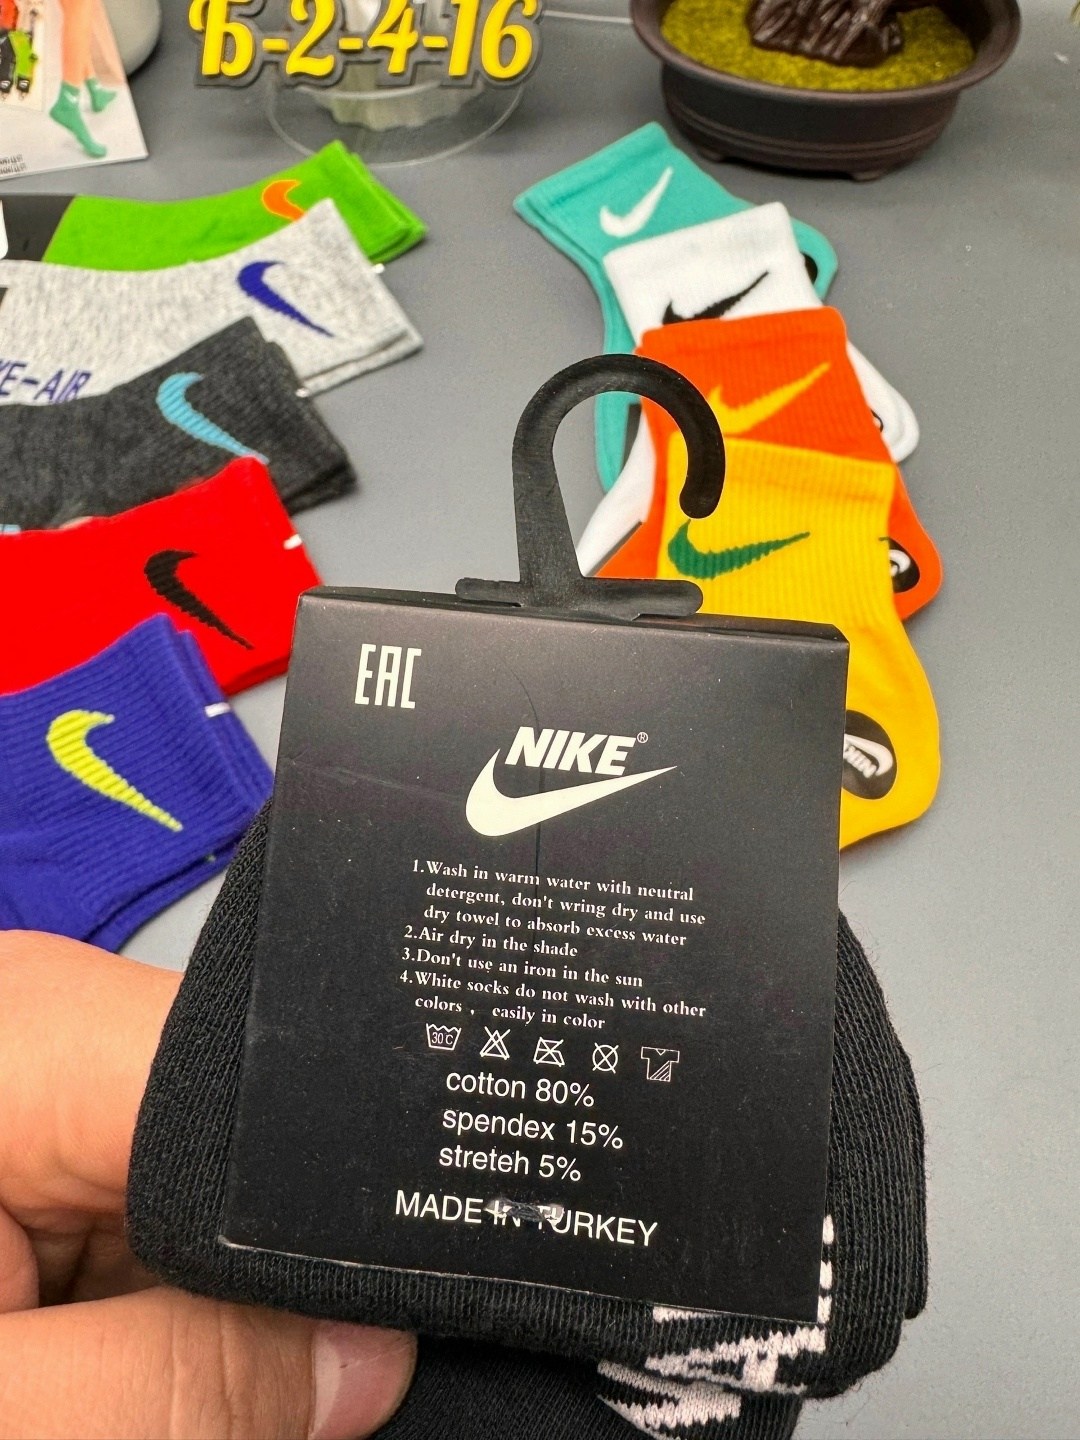 Б-2-4-16
KE-AIR
EAC
NIKE®
1.Wash in warm water with neutral
detergent, don't wring dry and use
dry towel to absorb excess water
2.Air dry in the shade
3.Don't use an iron in the sun
4.White socks do not wash with other
colors , easily in color
30 C
cotton 80%
spendex 15%
streteh 5%
MADE IN TURKEY
NIKE